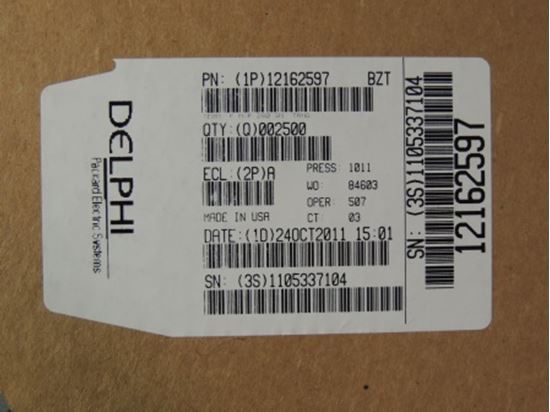 DELPHI
Packard Electric Systems
PN: (1P)12162597 BZT
QTY:(Q)002500
ECL:(2P)A
PRESS: 1011
WO: 84603
OPER: 507
MADE IN USA
CT: 03
DATE:(1D)24OCT2011 15:01
SN: (3S)1105337104
SN: (3S)1105337104
12162597